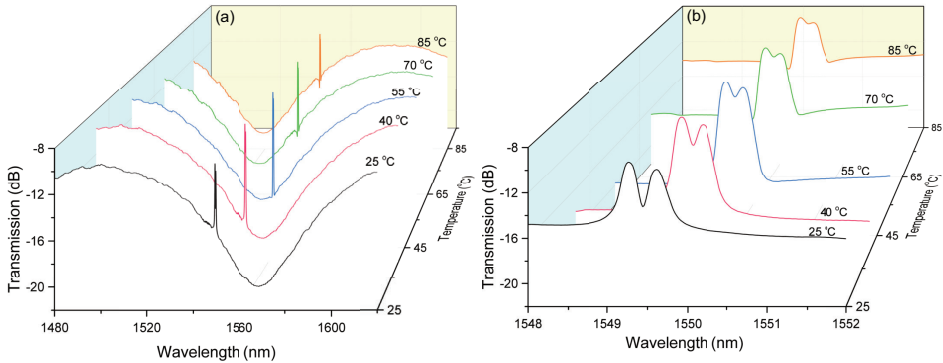 (a)
85 °C
70 °C
55 °C
40 °C
25 °C
-8
-12
-16
-20
Transmission (dB)
1480
1520
1560
1600
Wavelength (nm)
25
45
65
85
Temperature (°C)
(b)
85 °C
70 °C
55 °C
40 °C
25 °C
-8
-12
-16
-20
Transmission (dB)
1548
1549
1550
1551
1552
Wavelength (nm)
25
45
65
85
Temperature (°C)